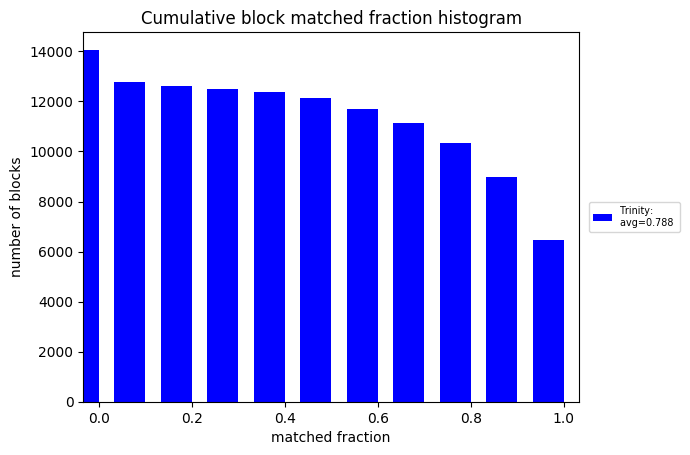 Cumulative block matched fraction histogram
14000
12000
10000
8000
6000
4000
2000
0
number of blocks
0.0 0.2 0.4 0.6 0.8 1.0
matched fraction
Trinity:
avg=0.788